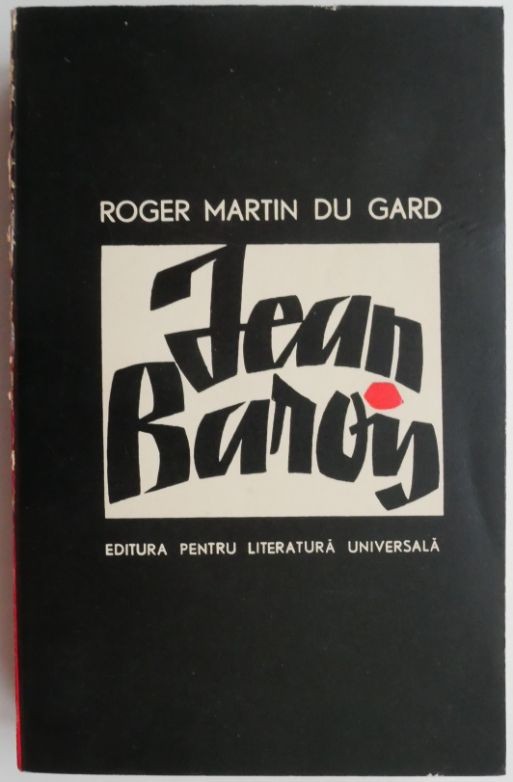 ROGER MARTIN DU GARD
Jean
Barois
EDITURA PENTRU LITERATURĂ UNIVERSALĂ